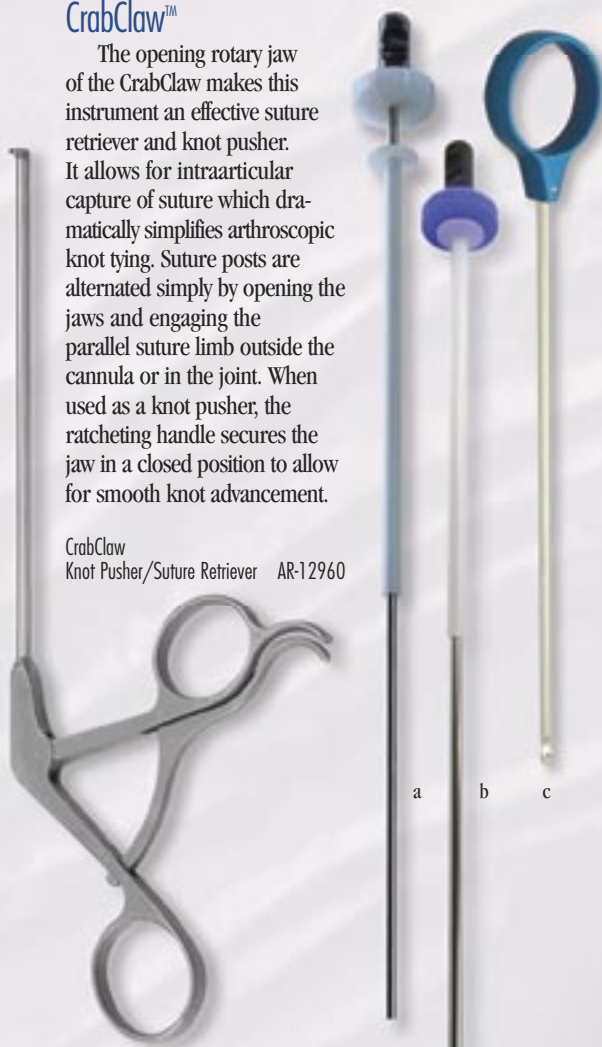 CrabClaw™
The opening rotary jaw
of the CrabClaw makes this
instrument an effective suture
retriever and knot pusher.
It allows for intraarticular
capture of suture which dra-
matically simplifies arthroscopic
knot tying. Suture posts are
alternated simply by opening the
jaws and engaging the
parallel suture limb outside the
cannula or in the joint. When
used as a knot pusher, the
ratcheting handle secures the
jaw in a closed position to allow
for smooth knot advancement.
CrabClaw
Knot Pusher/Suture Retriever AR-12960
a b c